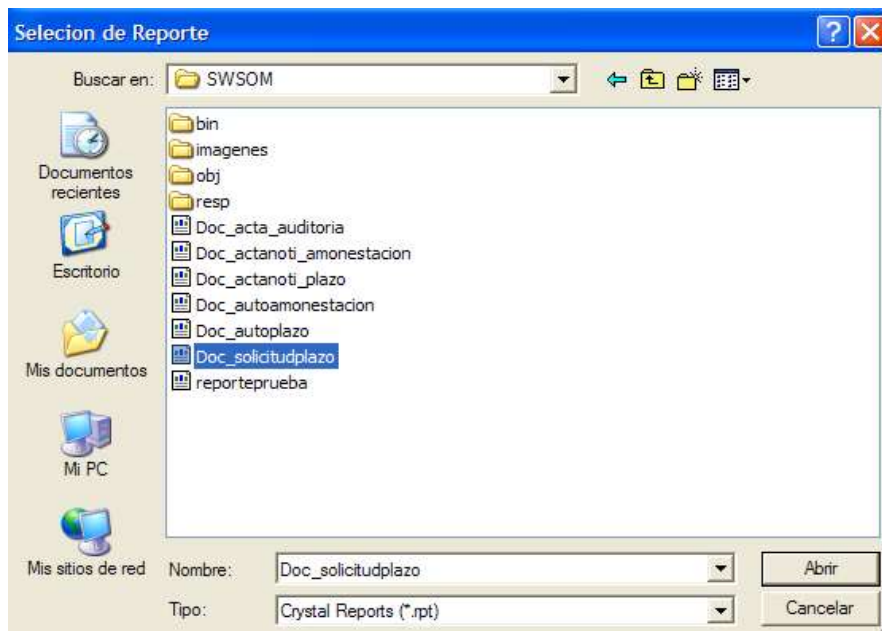 Selecion de Reporte
Buscar en: SWSOM
Documentos
recientes
Escritorio
Mis documentos
Mi PC
Mis sitios de red
bin
imagenes
obj
resp
Doc_acta_auditoria
Doc_actanoti_amonestacion
Doc_actanoti_plazo
Doc_autoamonestacion
Doc_autoplazo
Doc_solicitudplazo
reporteprueba
Nombre: Doc_solicitudplazo Abrir
Tipo: Crystal Reports (*.rpt) Cancelar